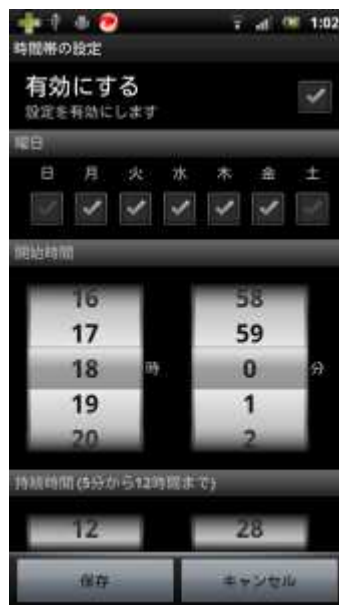 1:02
時間帯の設定
有効にする
設定を有効にします
曜日
日 月 火 水 木 金 土
開始時間
16 58
17 59
18 時 0 分
19 1
20 2
持続時間 (5分から12時間まで)
12 28
保存 キャンセル